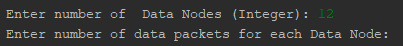 Enter number of  Data Nodes (Integer): 12
Enter number of data packets for each Data Node: